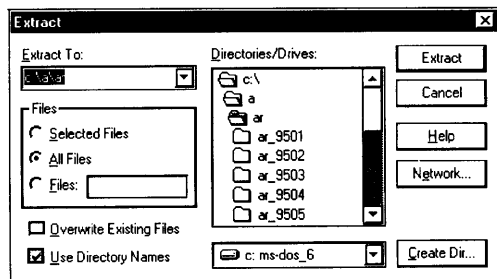 Extract
Extract To:
c:\a\ar
Files
Selected Files
All Files
Files:
Overwrite Existing Files
Use Directory Names
Directories/Drives:
c:\
a
ar
ar_9501
ar_9502
ar_9503
ar_9504
ar_9505
c: ms-dos_6
Extract
Cancel
Help
Network...
Create Dir...